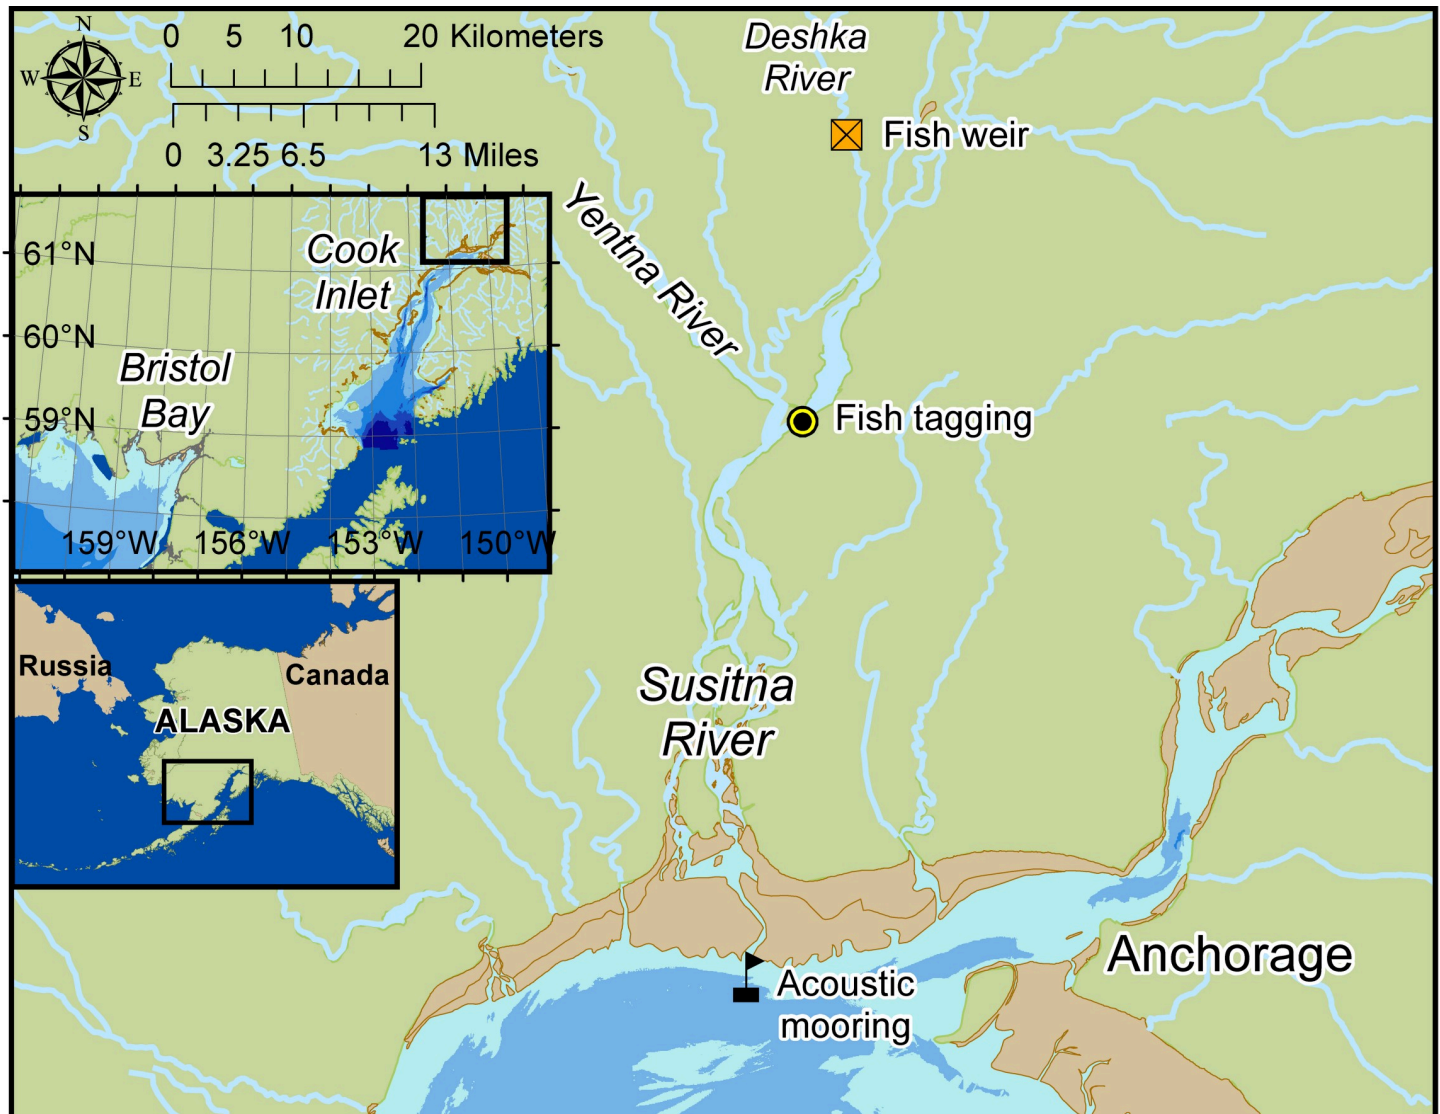 N
W E
S
0 5 10 20 Kilometers
0 3.25 6.5 13 Miles
Deshka
River
Fish weir
Yentna River
Fish tagging
61°N
60°N
59°N
Cook
Inlet
Bristol
Bay
159°W 156°W 153°W 150°W
Russia
Canada
ALASKA
Susitna
River
Anchorage
Acoustic
mooring